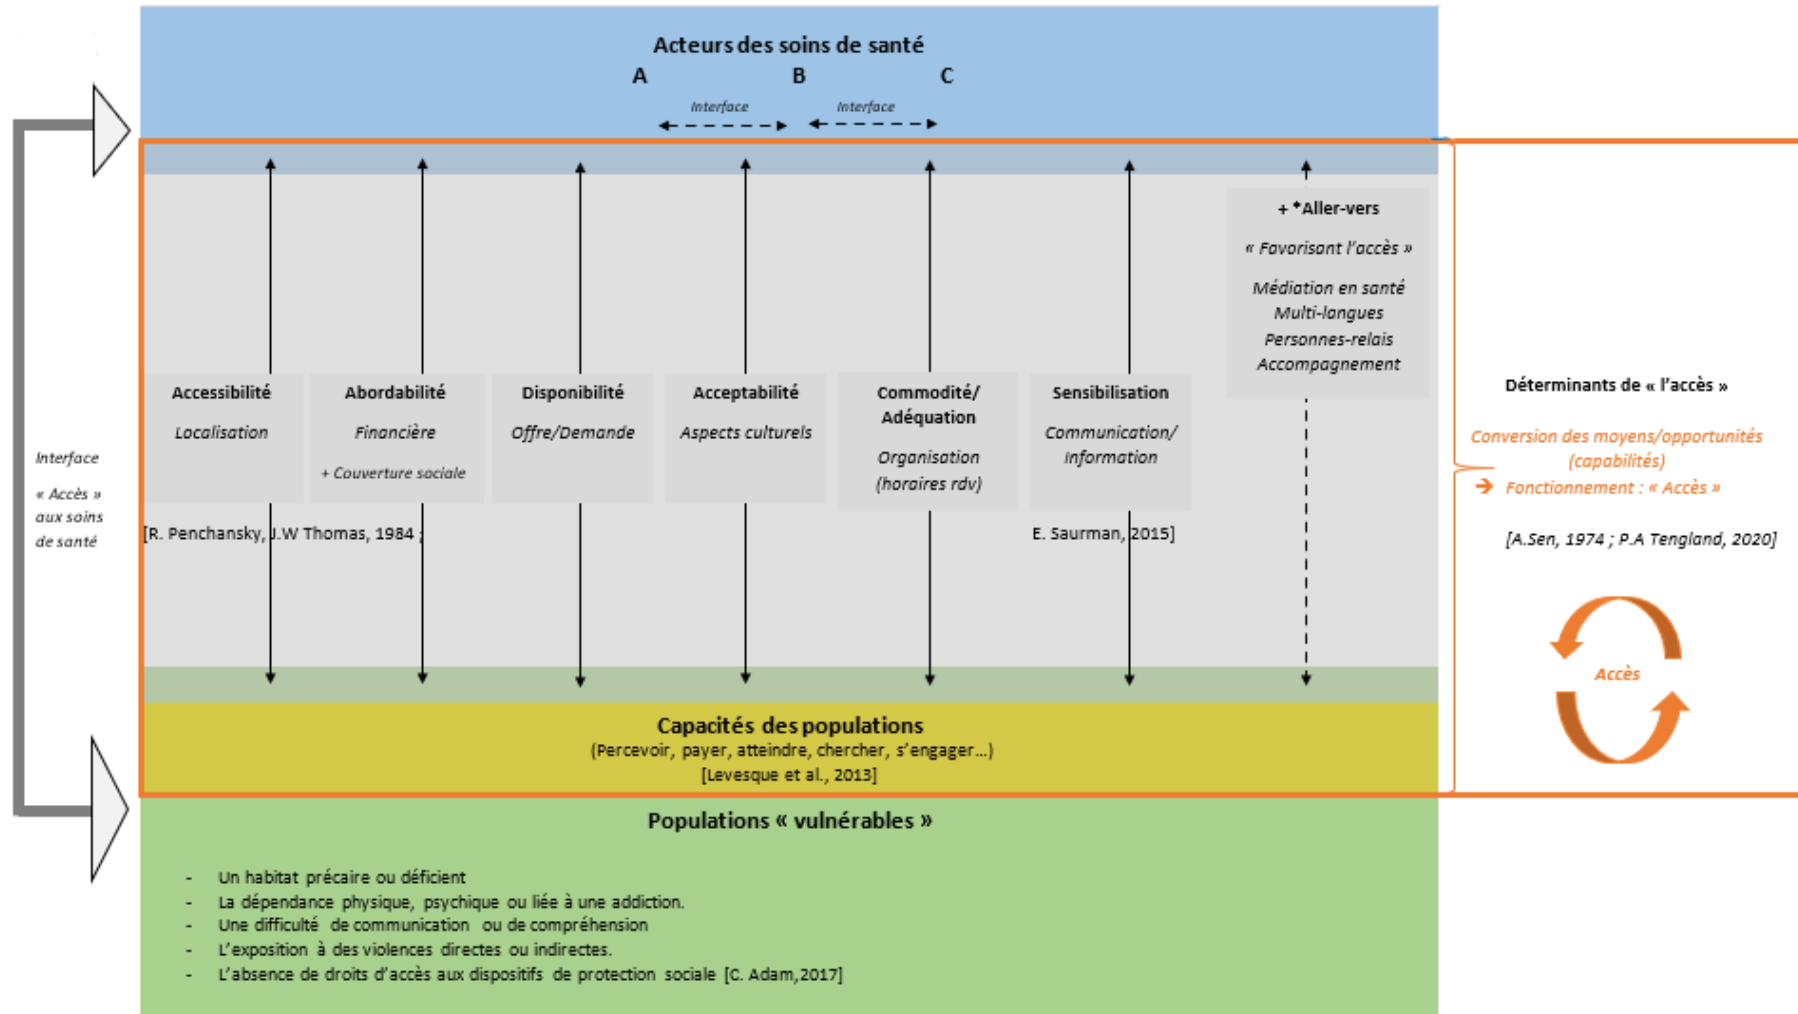 Acteurs des soins de santé
A B C
Interface Interface
+ *Aller-vers
« Favorisant l'accès »
Médiation en santé
Multi-langues
Personnes-relais
Accompagnement
Accessibilité
Localisation
Abordabilité
Financière
+ Couverture sociale
Disponibilité
Offre/Demande
Acceptabilité
Aspects culturels
Commodité/
Adéquation
Organisation
(horaires rdv)
Sensibilisation
Communication/
Information
[R. Penchansky, J.W Thomas, 1984 ;
E. Saurman, 2015]
Interface
« Accès »
aux soins
de santé
Déterminants de « l'accès »
Conversion des moyens/opportunités
(capabilités)
➔ Fonctionnement : « Accès »
[A.Sen, 1974 ; P.A Tengland, 2020]
Accès
Capacités des populations
(Percevoir, payer, atteindre, chercher, s'engager…)
[Levesque et al., 2013]
Populations « vulnérables »
- Un habitat précaire ou déficient
- La dépendance physique, psychique ou liée à une addiction.
- Une difficulté de communication ou de compréhension
- L'exposition à des violences directes ou indirectes.
- L'absence de droits d'accès aux dispositifs de protection sociale [C. Adam,2017]